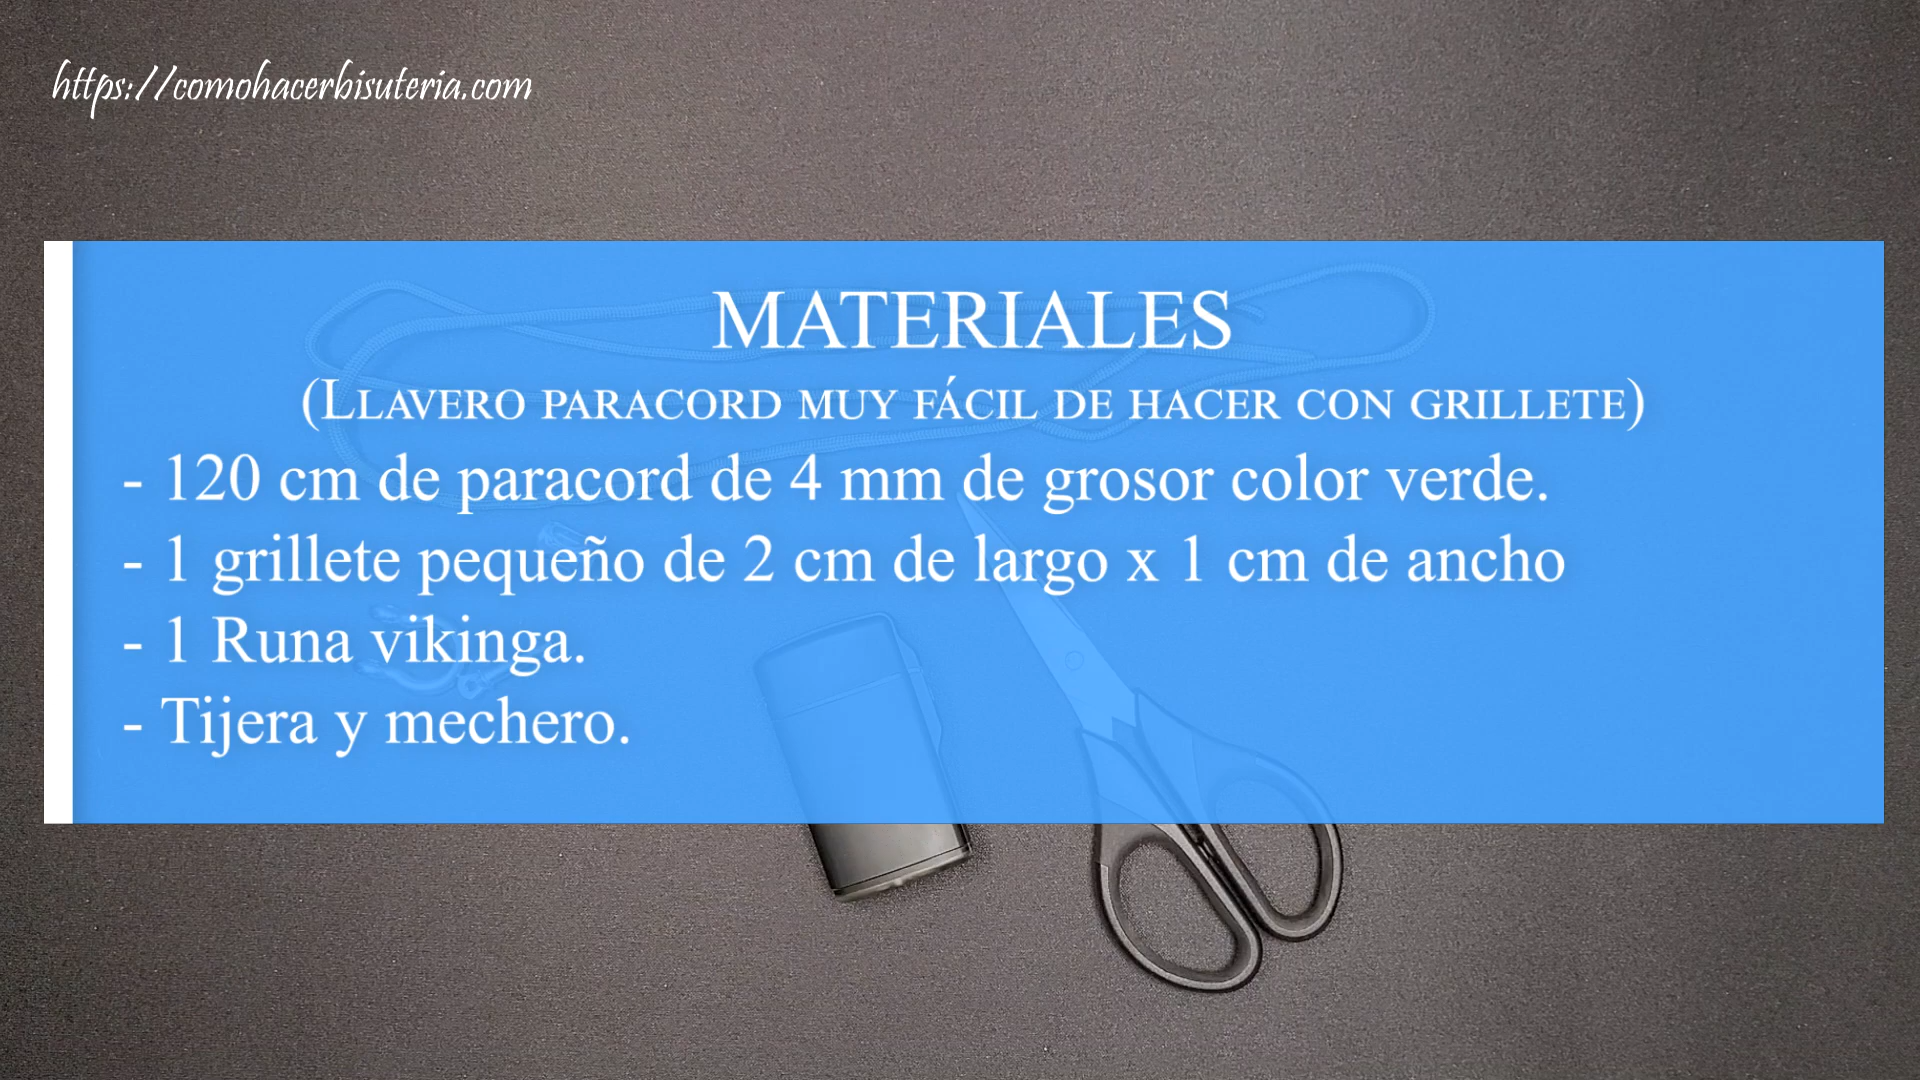 https://comohacerbisuteria.com
MATERIALES
(Llavero paracord muy fácil de hacer con grillete)
- 120 cm de paracord de 4 mm de grosor color verde.
- 1 grillete pequeño de 2 cm de largo x 1 cm de ancho
- 1 Runa vikinga.
- Tijera y mechero.